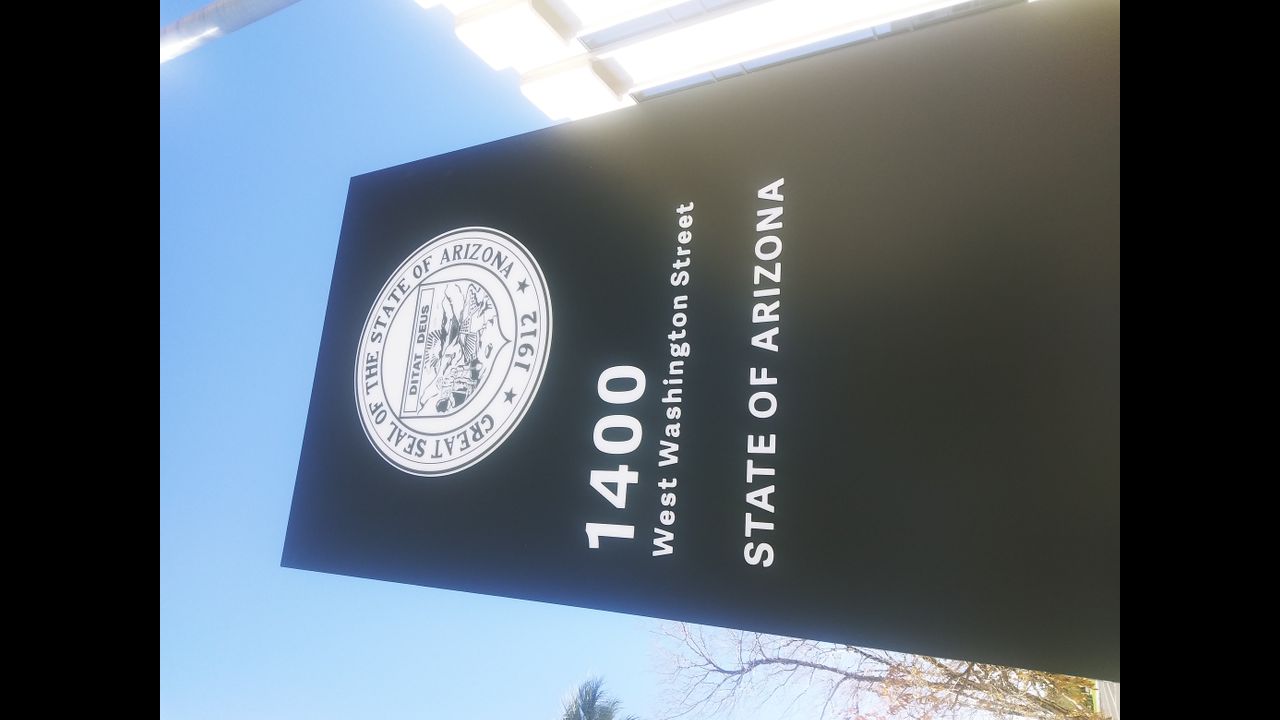 GREAT SEAL OF THE STATE OF ARIZONA
DITAT DEUS
★ 1912 ★
1400
West Washington Street
STATE OF ARIZONA